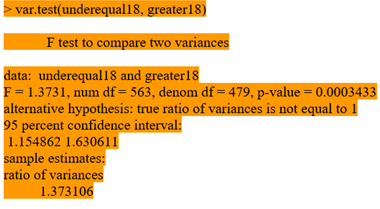 > var.test(underequal18, greater18)
F test to compare two variances
data: underequal18 and greater18
F = 1.3731, num df = 563, denom df = 479, p-value = 0.0003433
alternative hypothesis: true ratio of variances is not equal to 1
95 percent confidence interval:
1.154862 1.630611
sample estimates:
ratio of variances
1.373106